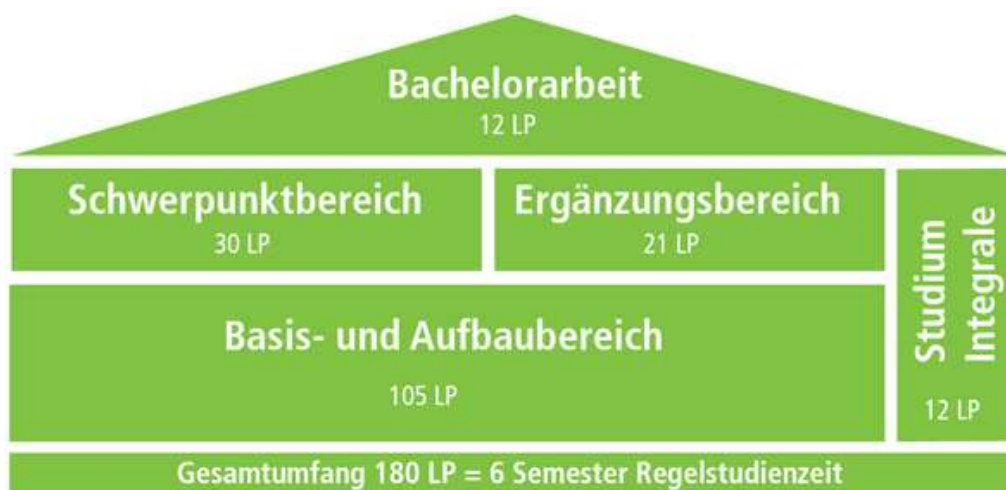 Bachelorarbeit
12 LP
Schwerpunktbereich
30 LP
Ergänzungsbereich
21 LP
Basis- und Aufbaubereich
105 LP
Studium
Integrale
12 LP
Gesamtumfang 180 LP = 6 Semester Regelstudienzeit